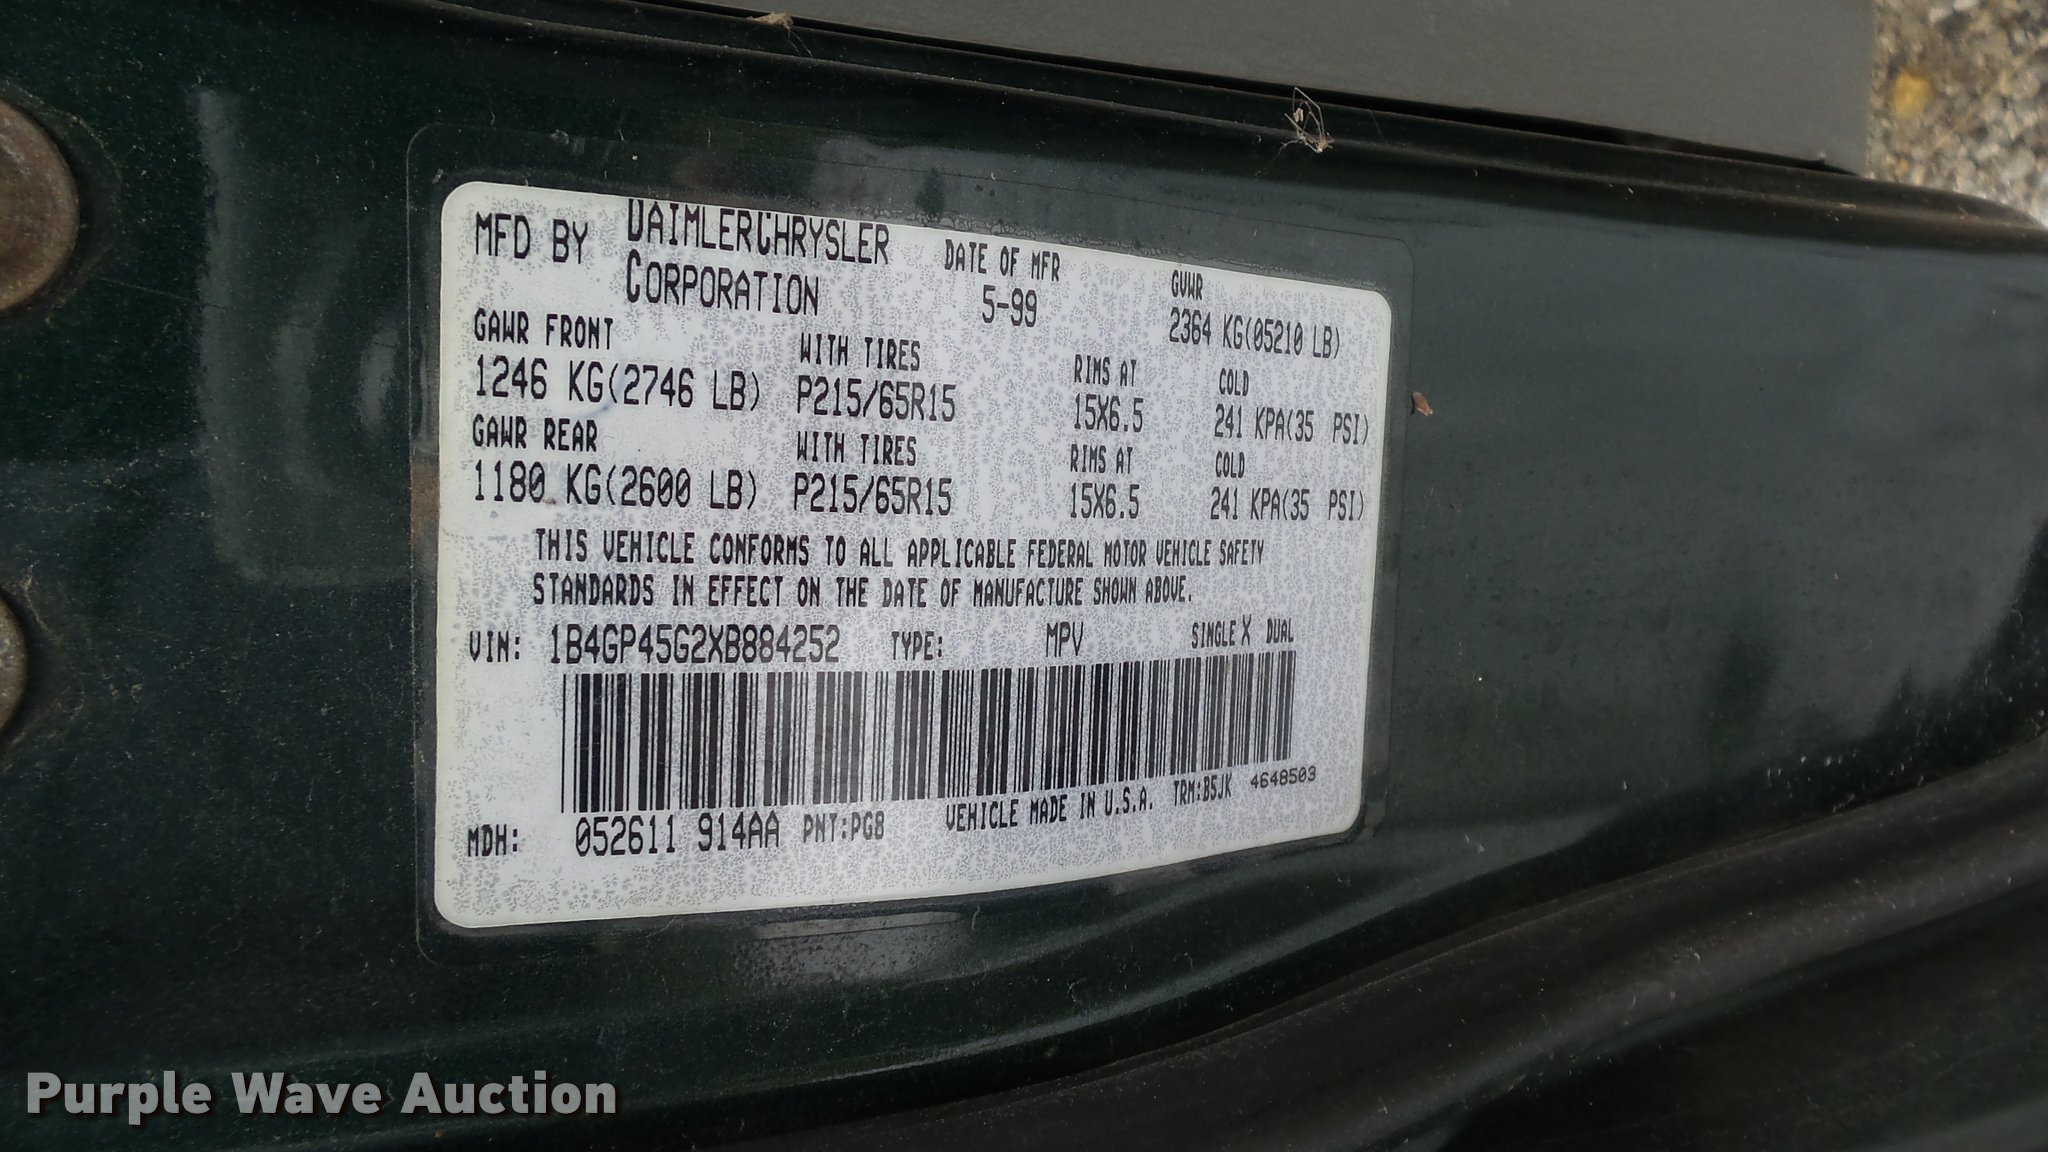 MFD BY DAIMLERCHRYSLER CORPORATION DATE OF MFR 5-99 GVWR 2364 KG(05210 LB)
GAWR FRONT WITH TIRES RIMS AT COLD
1246 KG(2746 LB) P215/65R15 15X6.5 241 KPA(35 PSI)
GAWR REAR WITH TIRES RIMS AT COLD
1180 KG(2600 LB) P215/65R15 15X6.5 241 KPA(35 PSI)
THIS VEHICLE CONFORMS TO ALL APPLICABLE FEDERAL MOTOR VEHICLE SAFETY
STANDARDS IN EFFECT ON THE DATE OF MANUFACTURE SHOWN ABOVE.
VIN: 1B4GP45G2XB884252 TYPE: MPV SINGLE X DUAL
MDH: 052611 914AA PNT:PG8 VEHICLE MADE IN U.S.A. TRM:B5JK 4648503
Purple Wave Auction